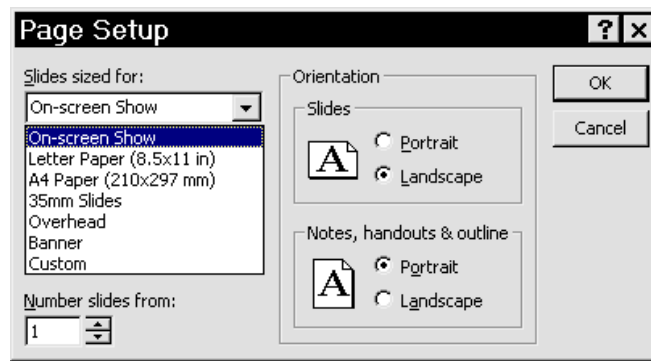 Page Setup
Slides sized for:
On-screen Show
On-screen Show
Letter Paper (8.5x11 in)
A4 Paper (210x297 mm)
35mm Slides
Overhead
Banner
Custom
Number slides from:
1
Orientation
Slides
A
Portrait
Landscape
Notes, handouts & outline
A
Portrait
Landscape
OK
Cancel